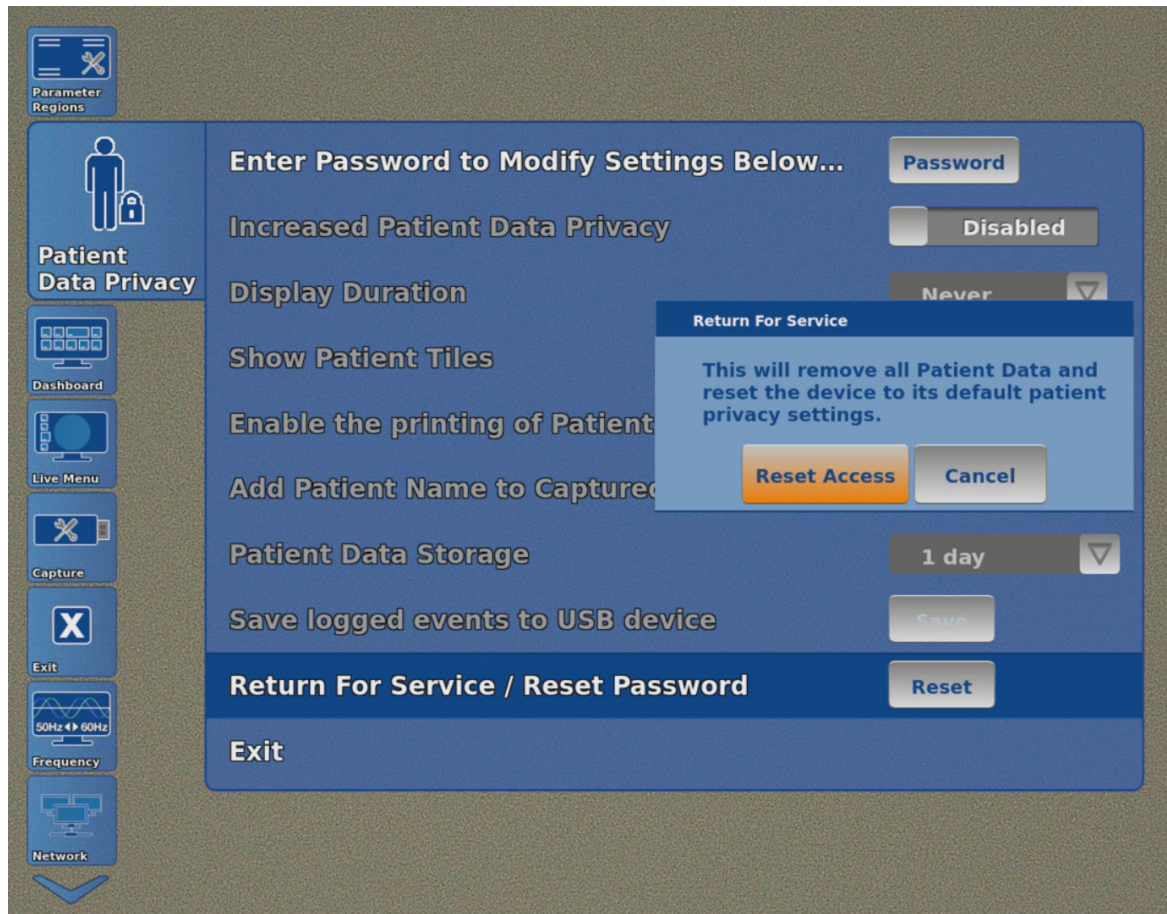 Parameter
Regions
Patient
Data Privacy
Dashboard
Live Menu
Capture
X
Exit
50Hz 60Hz
Frequency
Network
Enter Password to Modify Settings Below...
Password
Increased Patient Data Privacy
Disabled
Display Duration
Never
Show Patient Tiles
Enable the printing of Patient
Add Patient Name to Captured
Return For Service
This will remove all Patient Data and
reset the device to its default patient
privacy settings.
Reset Access
Cancel
Patient Data Storage
1 day
Save logged events to USB device
Save
Return For Service / Reset Password
Reset
Exit